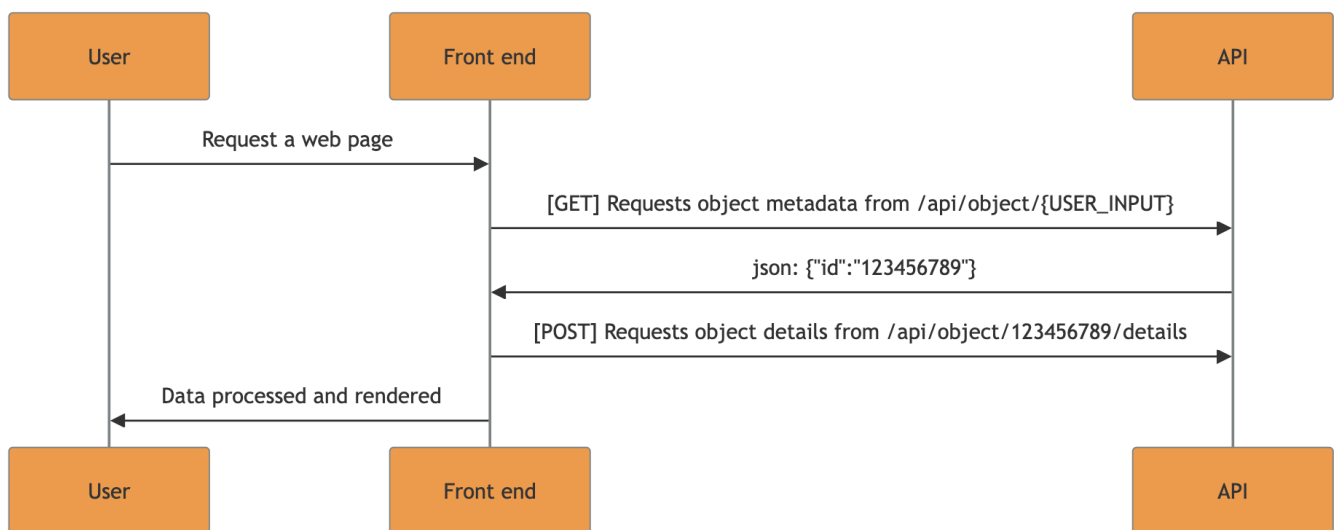 User
Front end
API
Request a web page
[GET] Requests object metadata from /api/object/{USER_INPUT}
json: {"id":"123456789"}
[POST] Requests object details from /api/object/123456789/details
Data processed and rendered
User
Front end
API